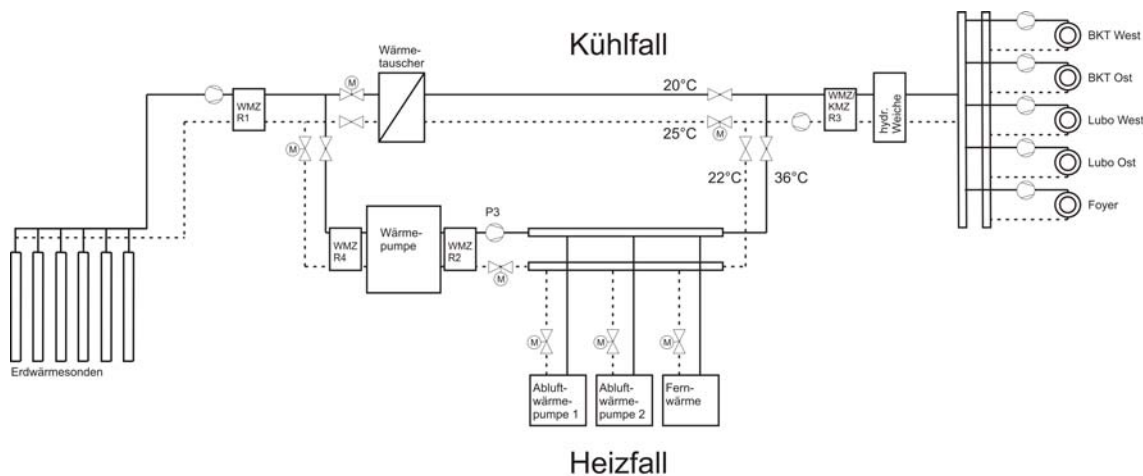 Kühlfall
Wärme-
tauscher
M
20°C
25°C
M
WMZ
R1
WMZ/
KMZ
R3
hydr.
Weiche
BKT West
BKT Ost
Lubo West
Lubo Ost
Foyer
M
22°C
36°C
P3
WMZ
R4
Wärme-
pumpe
WMZ
R2
M
M
M
M
Erdwärmesonden
Abluft-
wärme-
pumpe 1
Abluft-
wärme-
pumpe 2
Fern-
wärme
Heizfall